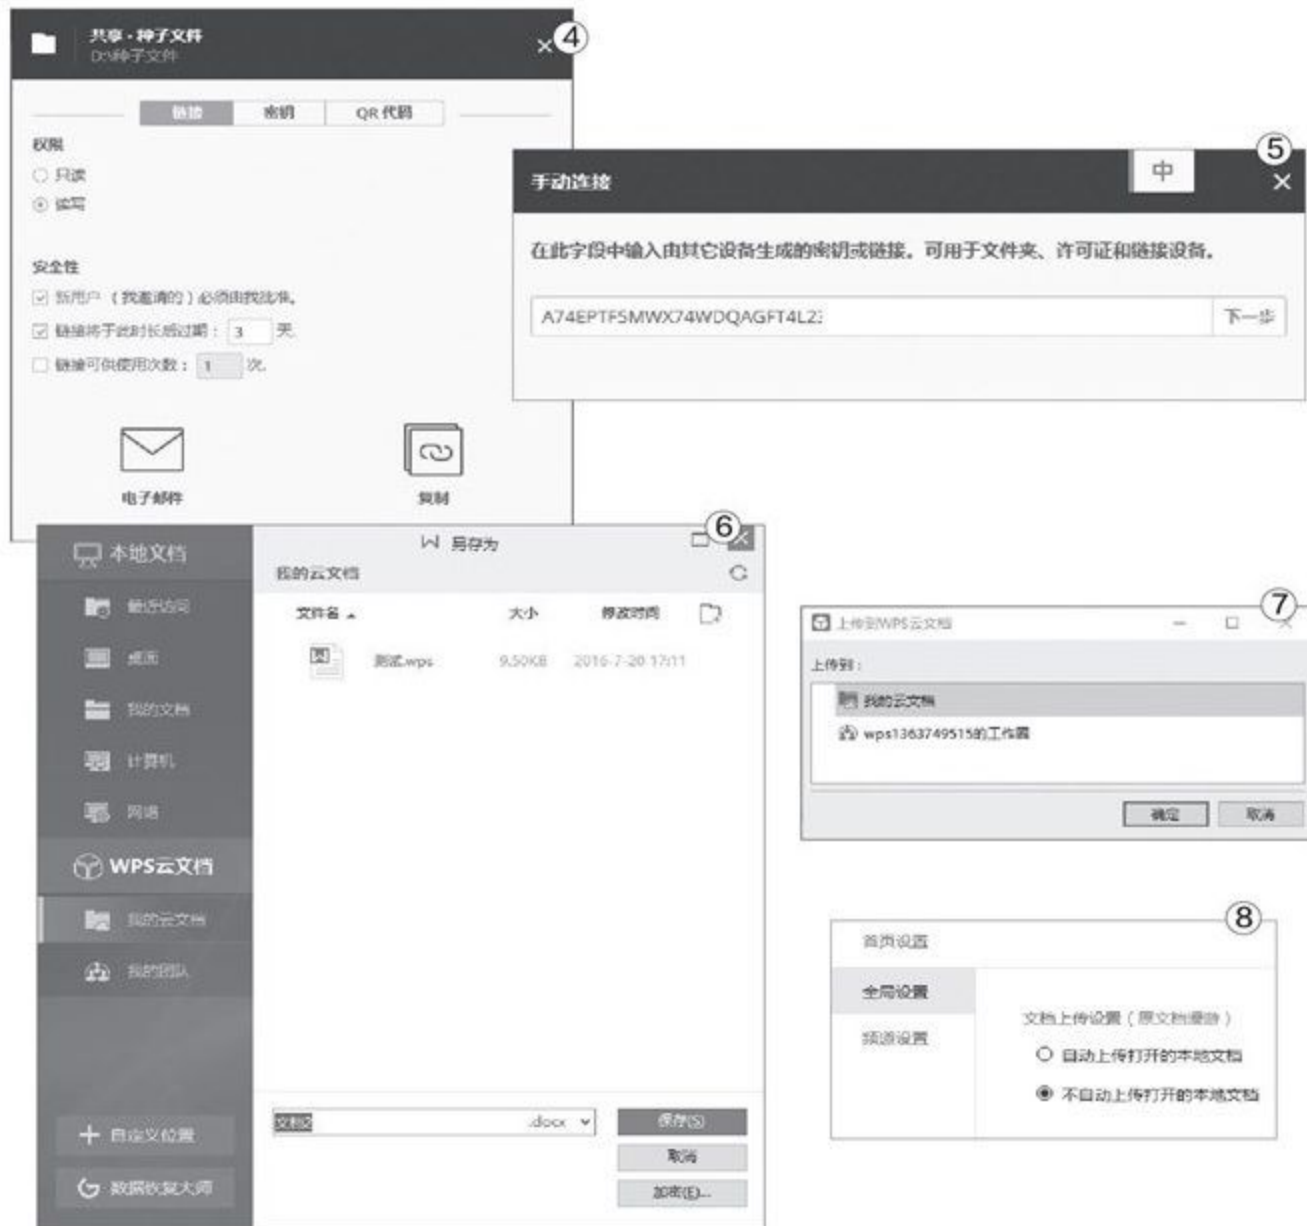 共享 - 种子文件
D:\种子文件
④
链接 密钥 QR 代码
权限
只读
读写
安全性
新用户（我邀请的）必须由我批准。
链接将于此时长后过期： 3 天.
链接可供使用次数： 1 次.
电子邮件 复制
⑤
手动连接 中
在此字段中输入由其它设备生成的密钥或链接。可用于文件夹、许可证和链接设备。
A74EPTF5MWX74WDQAGFT4L2 下一步
⑥
本地文档
最近访问
桌面
我的文档
计算机
网络
WPS云文档
我的云文档
我的团队
自定义位置
数据恢复大师
另存为
我的云文档
文件名 大小 修改时间
测试.wps 9.50KB 2016-7-20 17:11
文档2 .docx 保存(S)
取消
加密(E)...
⑦
上传到WPS云文档
上传到：
我的云文档
wps1363749515的工作圈
确定 取消
⑧
首页设置
全局设置
频道设置
文档上传设置（原文档漫游）
自动上传打开的本地文档
不自动上传打开的本地文档